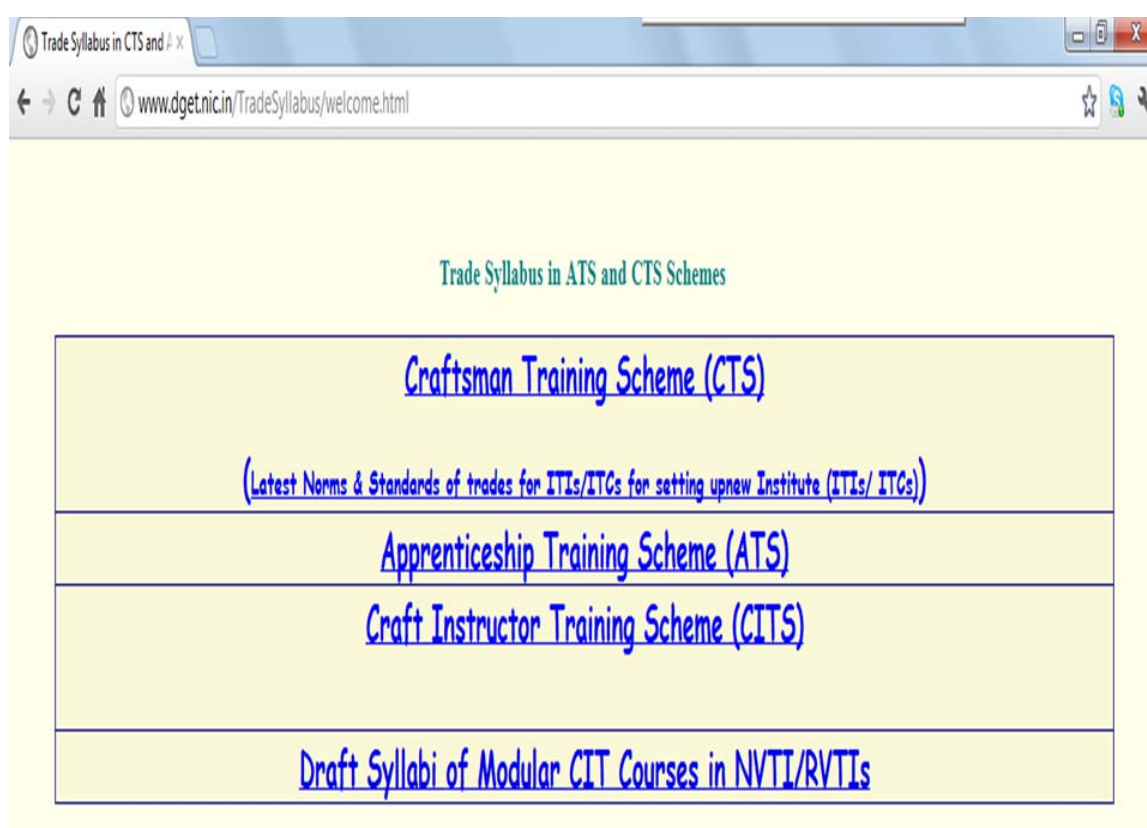 Trade Syllabus in CTS and A
www.dget.nic.in/TradeSyllabus/welcome.html
Trade Syllabus in ATS and CTS Schemes
Craftsman Training Scheme (CTS)
(Latest Norms & Standards of trades for ITIs/ITCs for setting upnew Institute (ITIs/ ITCs))
Apprenticeship Training Scheme (ATS)
Craft Instructor Training Scheme (CITS)
Draft Syllabi of Modular CIT Courses in NVTI/RVTIs